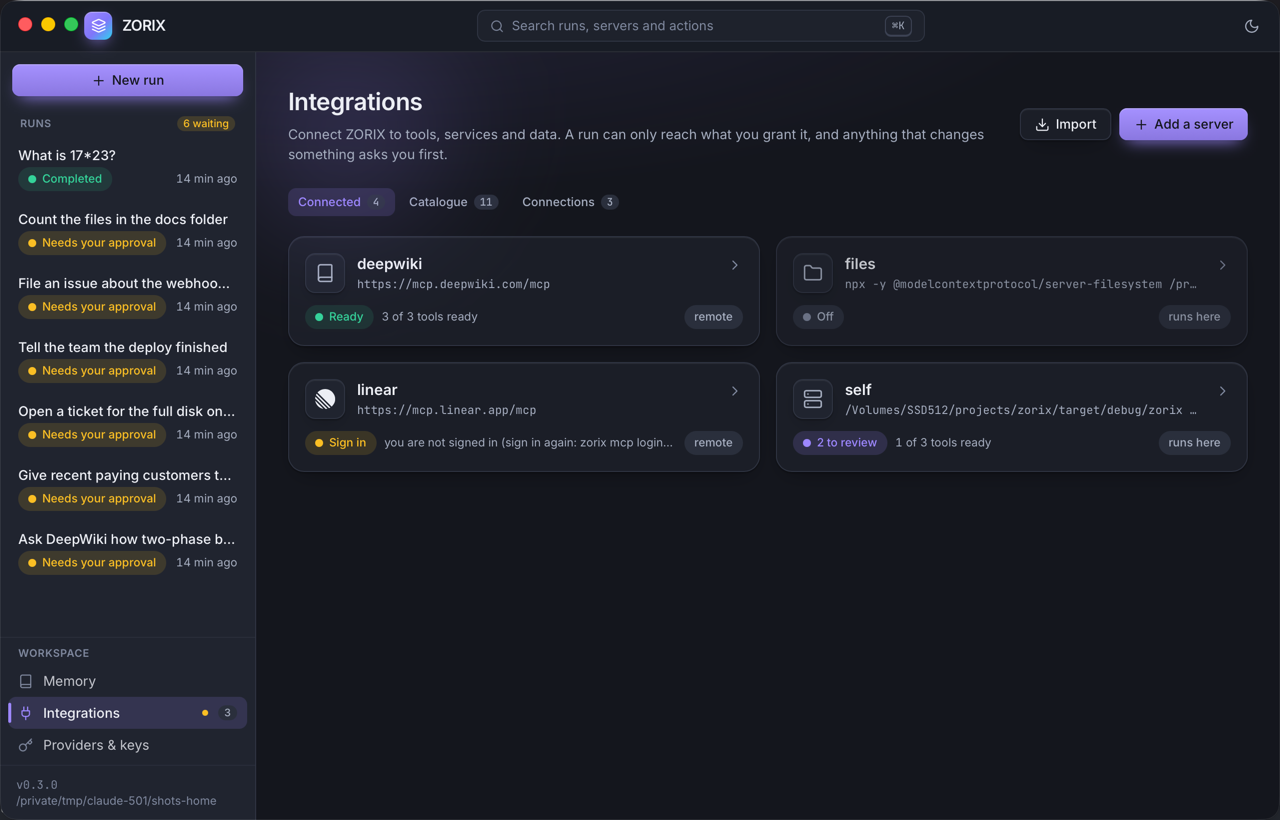 ZORIX
Search runs, servers and actions
⌘K
+ New run
RUNS
6 waiting
What is 17*23?
Completed
14 min ago
Count the files in the docs folder
Needs your approval
14 min ago
File an issue about the webhoo...
Needs your approval
14 min ago
Tell the team the deploy finished
Needs your approval
14 min ago
Open a ticket for the full disk on...
Needs your approval
14 min ago
Give recent paying customers t...
Needs your approval
14 min ago
Ask DeepWiki how two-phase b...
Needs your approval
14 min ago
WORKSPACE
Memory
Integrations
3
Providers & keys
v0.3.0
/private/tmp/claude-501/shots-home
Integrations
Connect ZORIX to tools, services and data. A run can only reach what you grant it, and anything that changes
something asks you first.
Import
+ Add a server
Connected 4
Catalogue 11
Connections 3
deepwiki
https://mcp.deepwiki.com/mcp
Ready
3 of 3 tools ready
remote
files
npx -y @modelcontextprotocol/server-filesystem /pr…
Off
runs here
linear
https://mcp.linear.app/mcp
Sign in
you are not signed in (sign in again: zorix mcp login...
remote
self
/Volumes/SSD512/projects/zorix/target/debug/zorix …
2 to review
1 of 3 tools ready
runs here